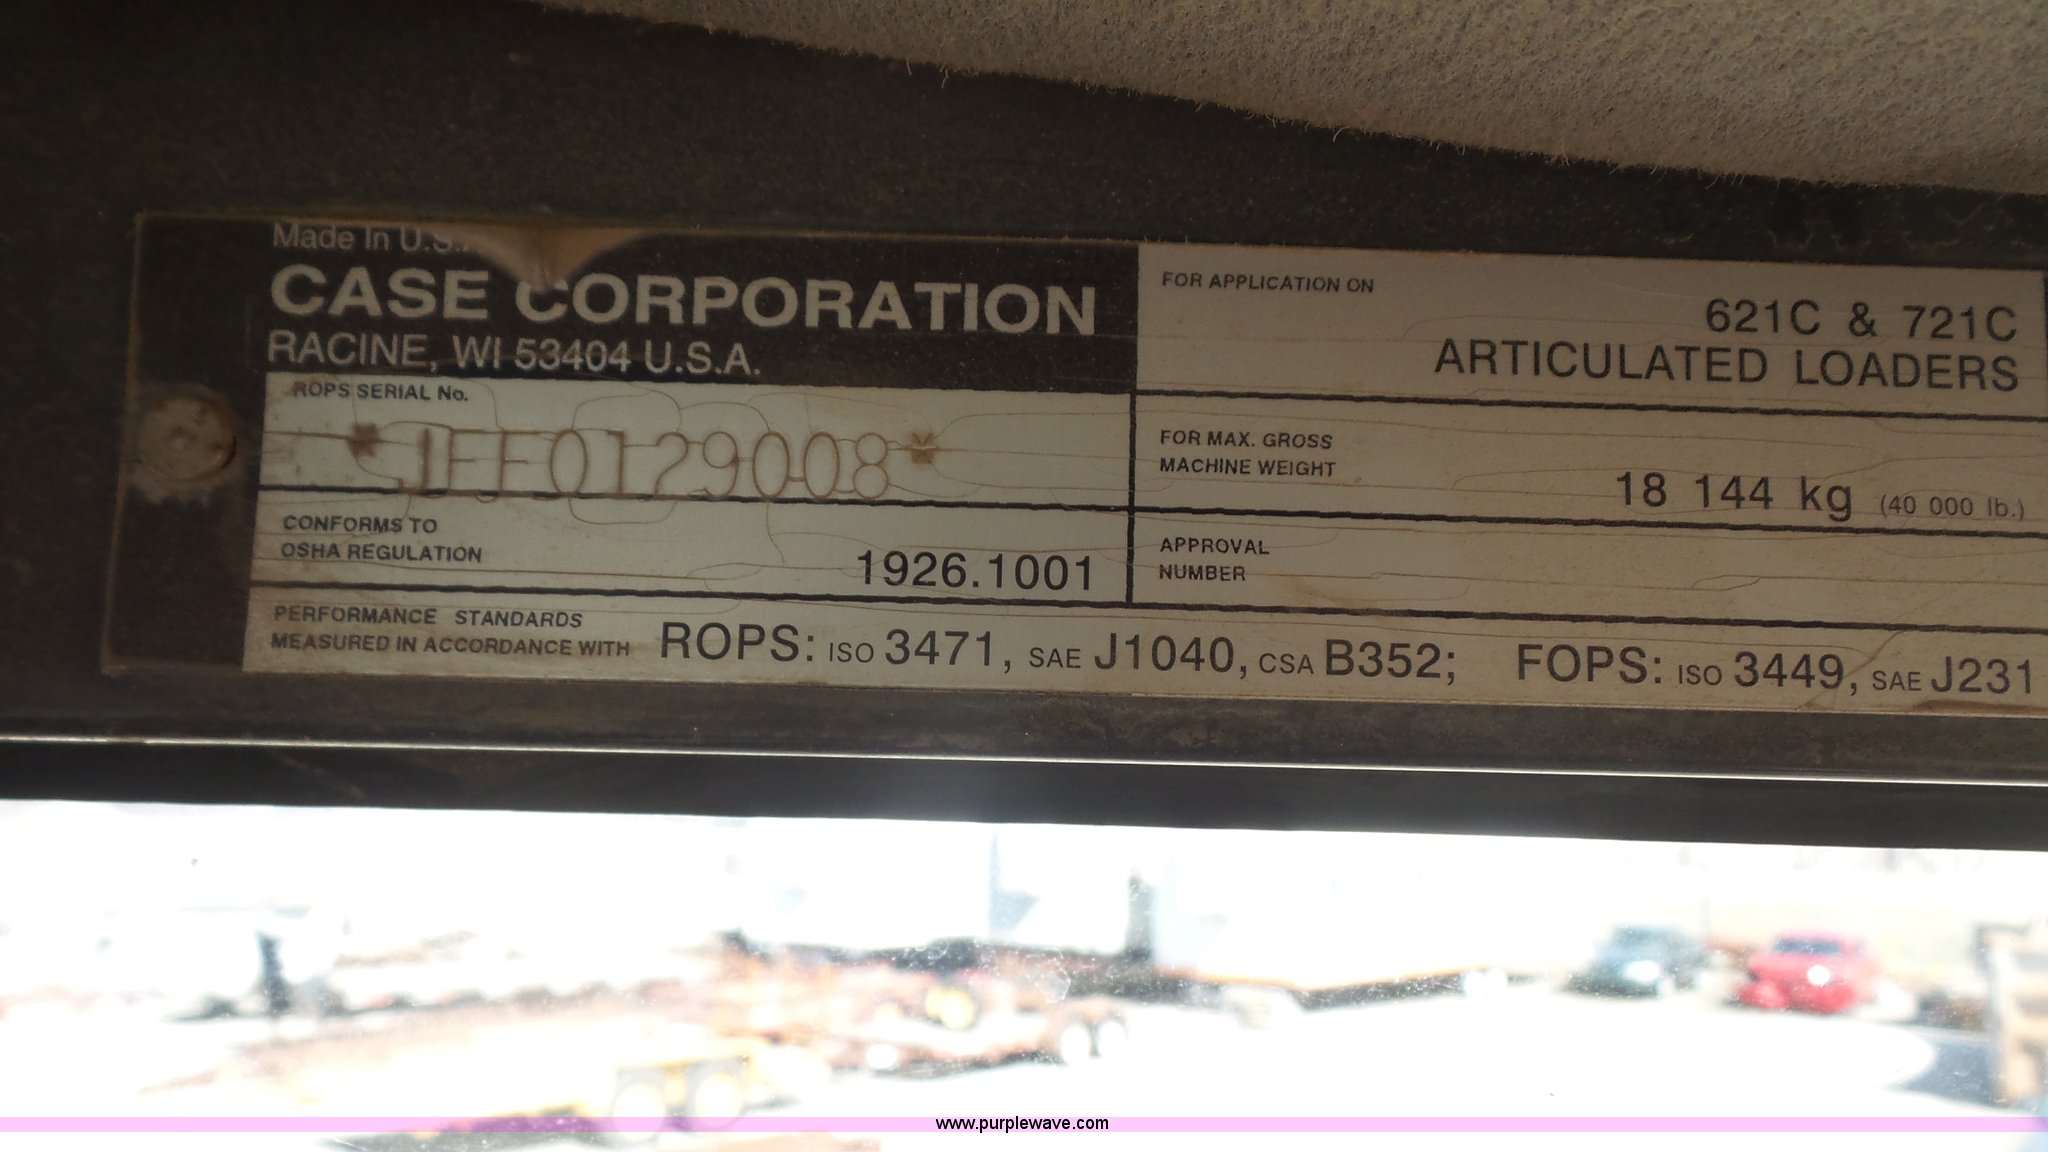 Made In U.S.
CASE CORPORATION
RACINE, WI 53404 U.S.A.
ROPS SERIAL No.
*JEE0129008*
CONFORMS TO
OSHA REGULATION
1926.1001
FOR APPLICATION ON
621C & 721C
ARTICULATED LOADERS
FOR MAX. GROSS
MACHINE WEIGHT
18 144 kg (40 000 lb.)
APPROVAL
NUMBER
PERFORMANCE STANDARDS
MEASURED IN ACCORDANCE WITH
ROPS: ISO 3471, SAE J1040, CSA B352; FOPS: ISO 3449, SAE J231
www.purplewave.com